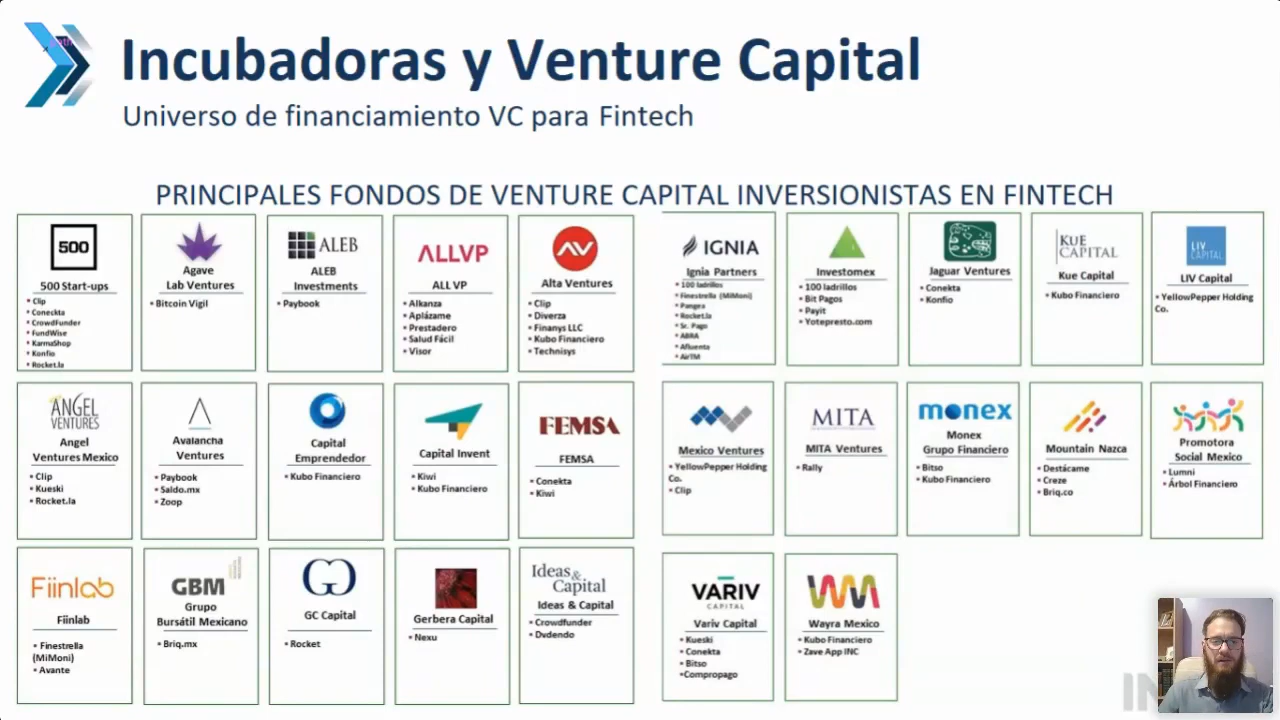 Incubadoras y Venture Capital
Universo de financiamiento VC para Fintech
PRINCIPALES FONDOS DE VENTURE CAPITAL INVERSIONISTAS EN FINTECH
500
500 Start-ups
• Clip
• Coneckta
• CrowdFunder
• FundWise
• KarmaShop
• Konfio
• Rocket.la
Agave
Lab Ventures
• Bitcoin Vigil
ALEB
ALEB
Investments
• Paybook
ALLVP
ALL VP
• Alkanza
• Aplázame
• Prestadero
• Salud Fácil
• Visor
AV
Alta Ventures
• Clip
• Diverza
• Finanys LLC
• Kubo Financiero
• Technisys
IGNIA
Ignia Partners
• 100 ladrillos
• Finestrella (MiMoni)
• Pangea
• Rocket.la
• Sr. Pago
• ABRA
• Afluenta
• AirTM
Investomex
• 100 ladrillos
• Bit Pagos
• Payit
• Yotepresto.com
Jaguar Ventures
• Conekta
• Konfio
KUE
CAPITAL
Kue Capital
• Kubo Financiero
LIV
CAPITAL
LIV Capital
• YellowPepper Holding
Co.
ANGEL
VENTURES
Angel
Ventures Mexico
• Clip
• Kueski
• Rocket.la
Avalancha
Ventures
• Paybook
• Saldo.mx
• Zoop
Capital
Emprendedor
• Kubo Financiero
Capital Invent
• Kiwi
• Kubo Financiero
FEMSA
FEMSA
• Conekta
• Kiwi
Mexico Ventures
• YellowPepper Holding
Co.
• Clip
MITA
MITA Ventures
• Rally
monex
Monex
Grupo Financiero
• Bitso
• Kubo Financiero
Mountain Nazca
• Destácame
• Creze
• Briq.co
Promotora
Social Mexico
• Lumni
• Árbol Financiero
Fiinlab
Fiinlab
• Finestrella
(MiMoni)
• Avante
GBM
Grupo
Bursátil Mexicano
• Briq.mx
GC Capital
• Rocket
Gerbera Capital
• Nexu
Ideas &
Capital
Ideas & Capital
• Crowdfunder
• Dvdendo
VARIV
CAPITAL
Variv Capital
• Kueski
• Conekta
• Bitso
•Compropago
Wayra Mexico
• Kubo Financiero
• Zave App INC